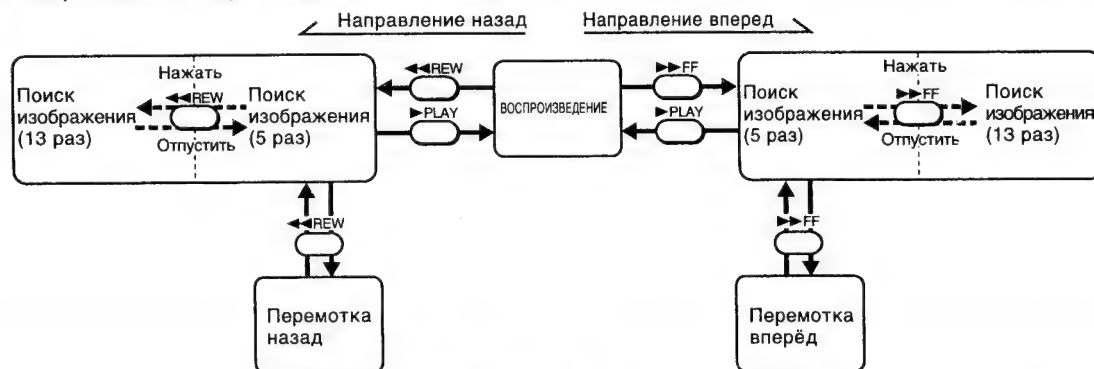 Направление назад
Направление вперед
Нажать
◄◄REW
Поиск
изображения
(13 раз)
Поиск
изображения
(5 раз)
Отпустить
◄◄REW
►PLAY
ВОСПРОИЗВЕДЕНИЕ
►►FF
►PLAY
Нажать
►►FF
Поиск
изображения
(5 раз)
Поиск
изображения
(13 раз)
Отпустить
◄◄REW
Перемотка
назад
►►FF
Перемотка
вперёд